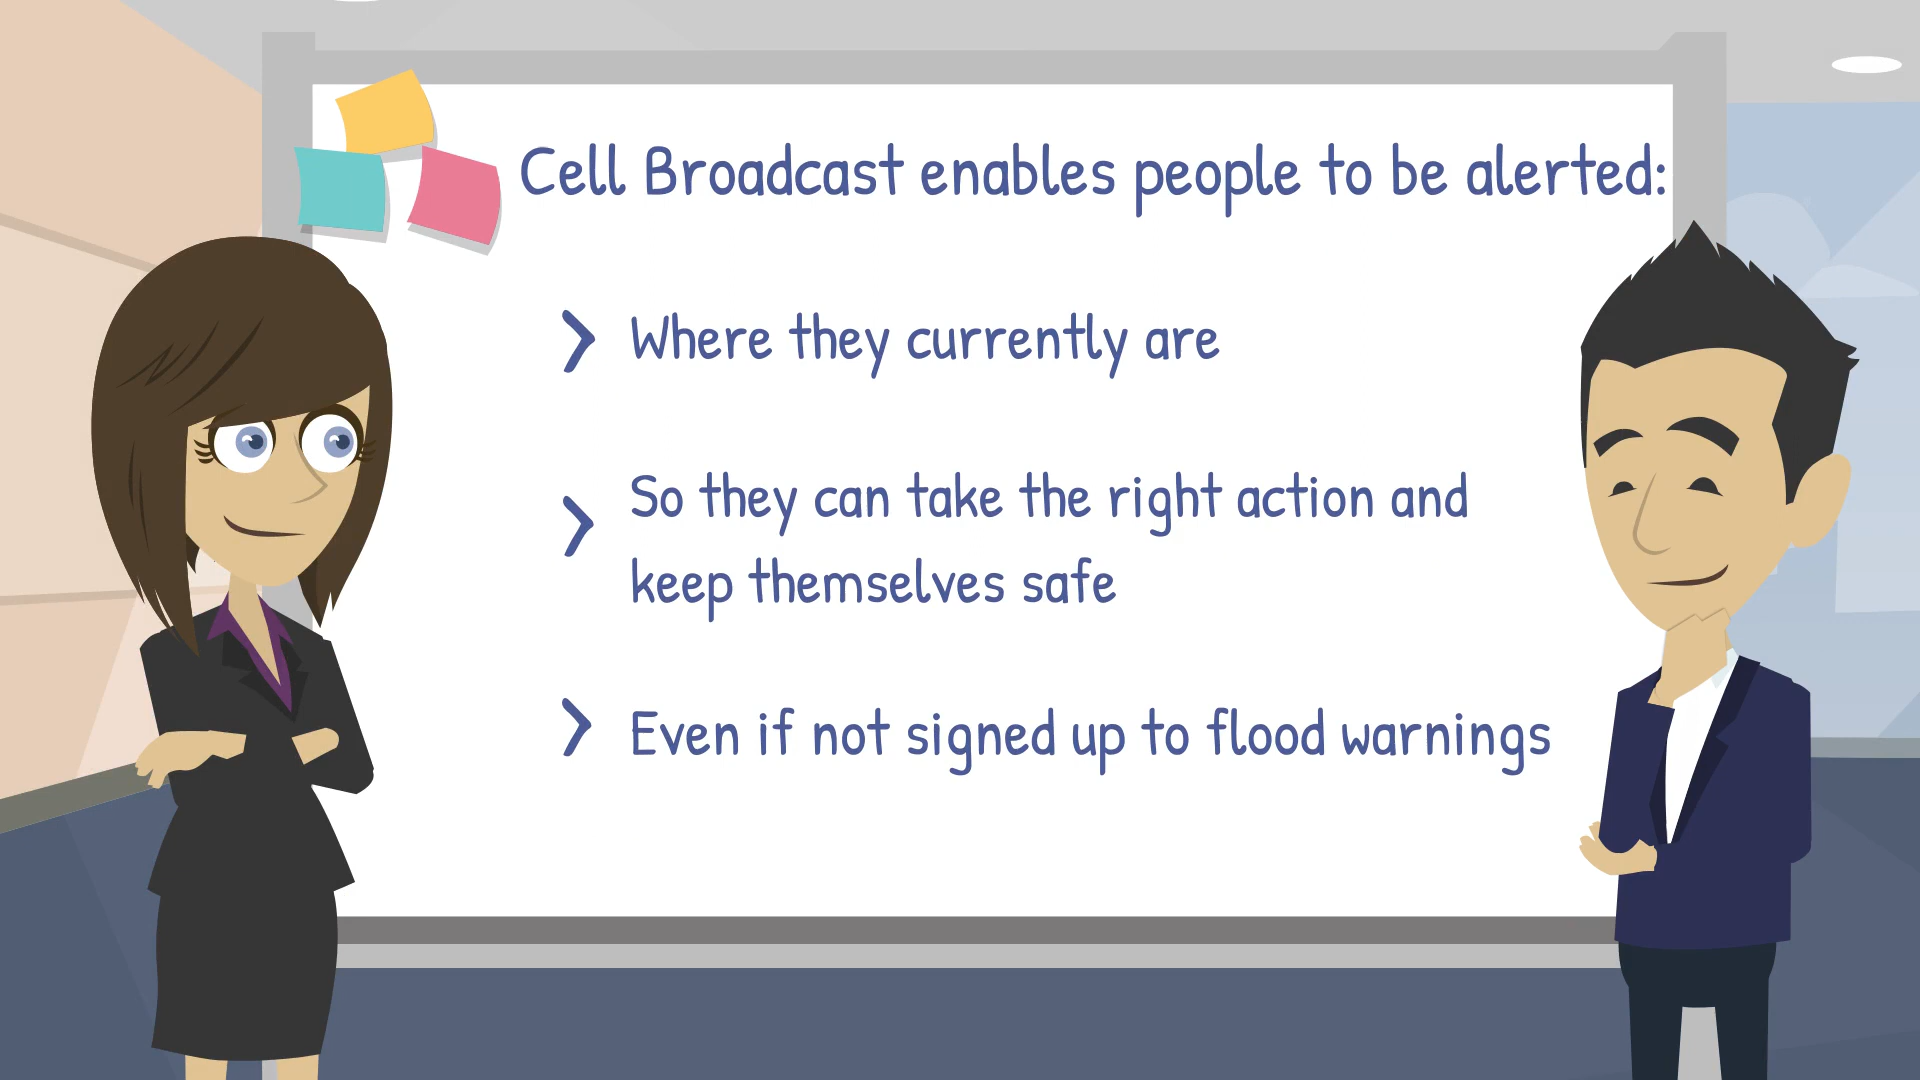 Cell Broadcast enables people to be alerted:
Where they currently are
So they can take the right action and
keep themselves safe
Even if not signed up to flood warnings